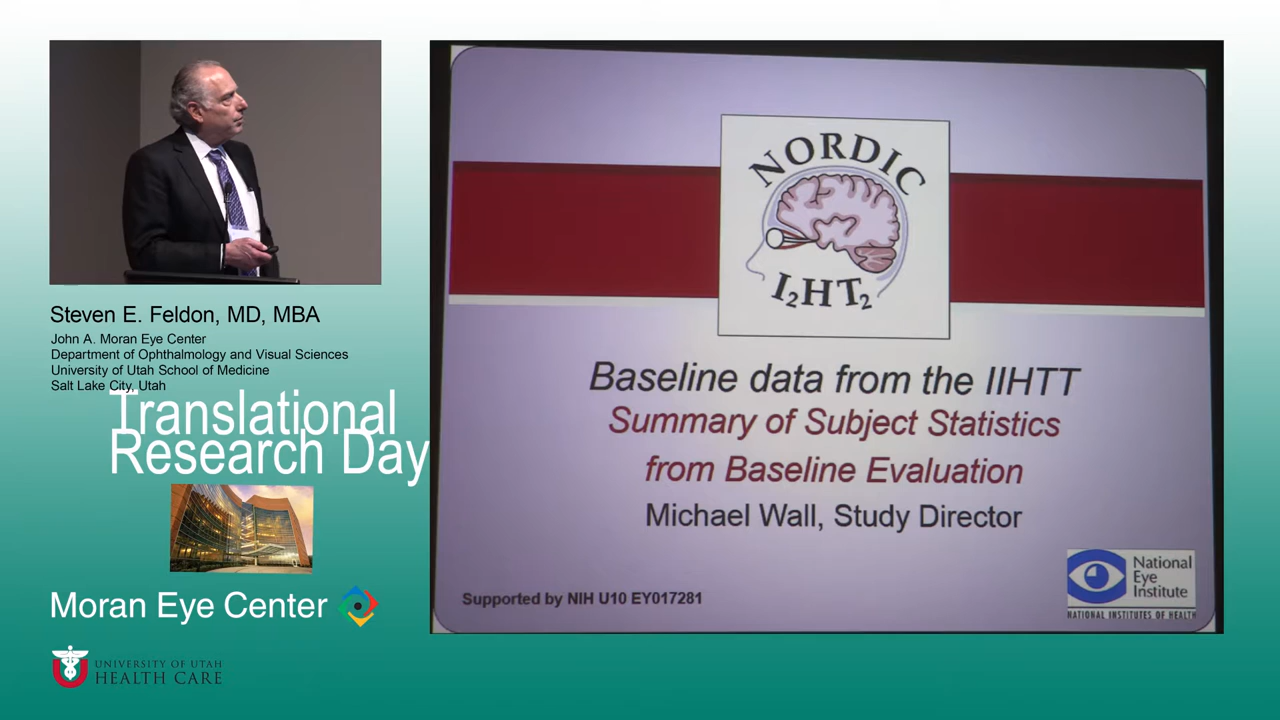 Steven E. Feldon, MD, MBA
John A. Moran Eye Center
Department of Ophthalmology and Visual Sciences
University of Utah School of Medicine
Salt Lake City, Utah
Translational
Research Day
Moran Eye Center
UNIVERSITY OF UTAH
HEALTH CARE
NORDIC
I2HT2
Baseline data from the IIHTT
Summary of Subject Statistics
from Baseline Evaluation
Michael Wall, Study Director
Supported by NIH U10 EY017281
National
Eye
Institute
NATIONAL INSTITUTES OF HEALTH